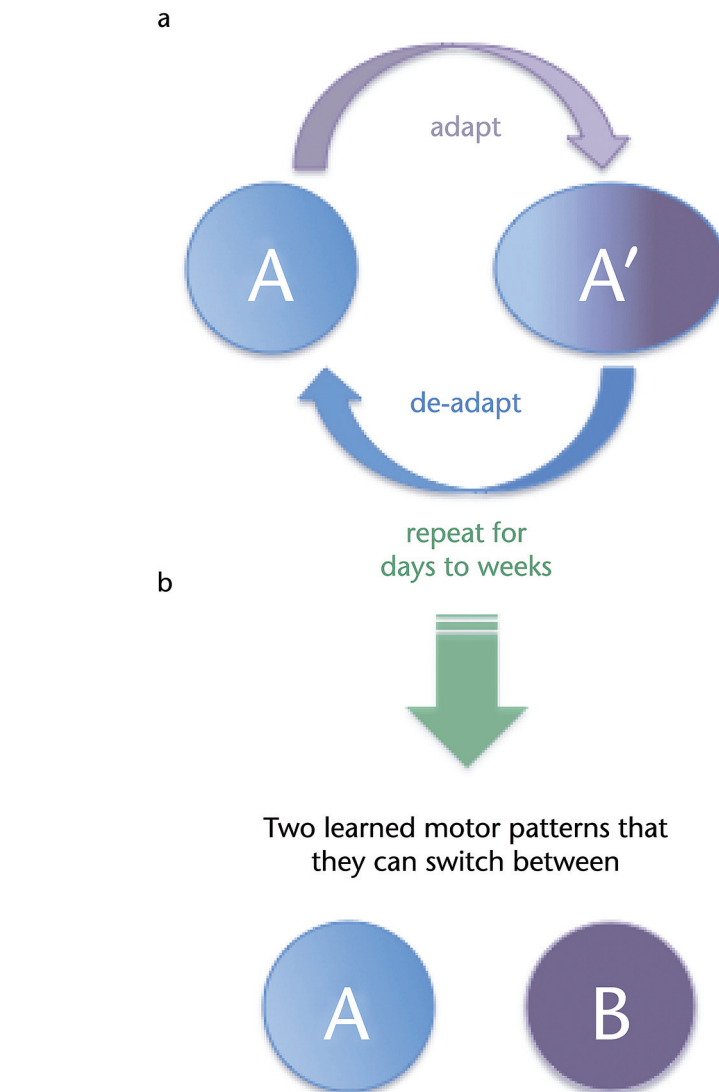 a
adapt
A
A′
de-adapt
repeat for
days to weeks
b
Two learned motor patterns that
they can switch between
A
B